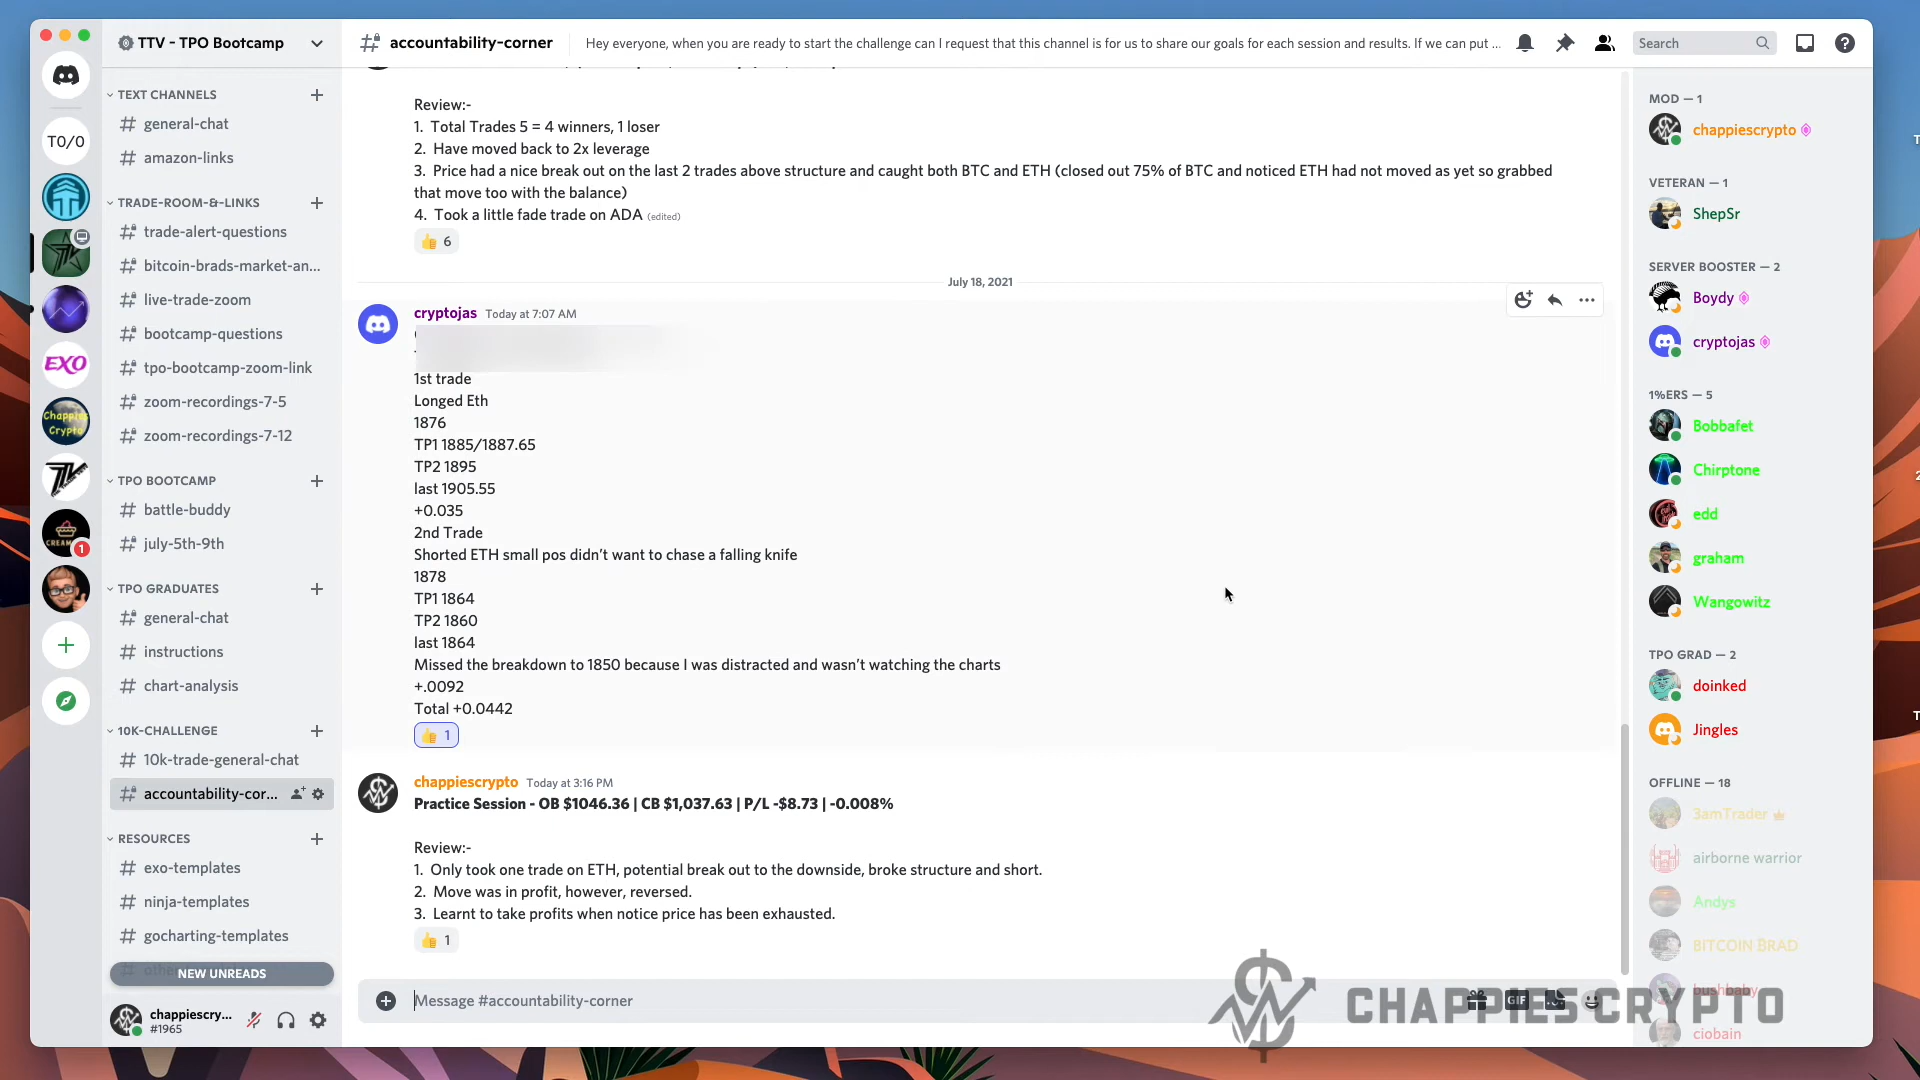 TTV - TPO Bootcamp
accountability-corner
Hey everyone, when you are ready to start the challenge can I request that this channel is for us to share our goals for each session and results. If we can put ...
Search
TEXT CHANNELS
general-chat
amazon-links
TRADE-ROOM-&-LINKS
trade-alert-questions
bitcoin-brads-market-an...
live-trade-zoom
bootcamp-questions
tpo-bootcamp-zoom-link
zoom-recordings-7-5
zoom-recordings-7-12
TPO BOOTCAMP
battle-buddy
july-5th-9th
TPO GRADUATES
general-chat
instructions
chart-analysis
10K-CHALLENGE
10k-trade-general-chat
accountability-cor...
RESOURCES
exo-templates
ninja-templates
gocharting-templates
NEW UNREADS
chappiescry...
#1965
TO/O
EXO
Chappies
Crypto
CREAM
1
Review:-
1. Total Trades 5 = 4 winners, 1 loser
2. Have moved back to 2x leverage
3. Price had a nice break out on the last 2 trades above structure and caught both BTC and ETH (closed out 75% of BTC and noticed ETH had not moved as yet so grabbed
that move too with the balance)
4. Took a little fade trade on ADA (edited)
6
July 18, 2021
cryptojas Today at 7:07 AM
1st trade
Longed Eth
1876
TP1 1885/1887.65
TP2 1895
last 1905.55
+0.035
2nd Trade
Shorted ETH small pos didn't want to chase a falling knife
1878
TP1 1864
TP2 1860
last 1864
Missed the breakdown to 1850 because I was distracted and wasn't watching the charts
+.0092
Total +0.0442
1
chappiescrypto Today at 3:16 PM
Practice Session - OB $1046.36 | CB $1,037.63 | P/L -$8.73 | -0.008%
Review:-
1. Only took one trade on ETH, potential break out to the downside, broke structure and short.
2. Move was in profit, however, reversed.
3. Learnt to take profits when notice price has been exhausted.
1
Message #accountability-corner
GIF
MOD — 1
chappiescrypto
VETERAN — 1
ShepSr
SERVER BOOSTER — 2
Boydy
cryptojas
1%ERS — 5
Bobbafet
Chirptone
edd
graham
Wangowitz
TPO GRAD — 2
doinked
Jingles
OFFLINE — 18
3amTrader
airborne warrior
Andys
BITCOIN BRAD
bushbaby
ciobain
CHAPPIES CRYPTO